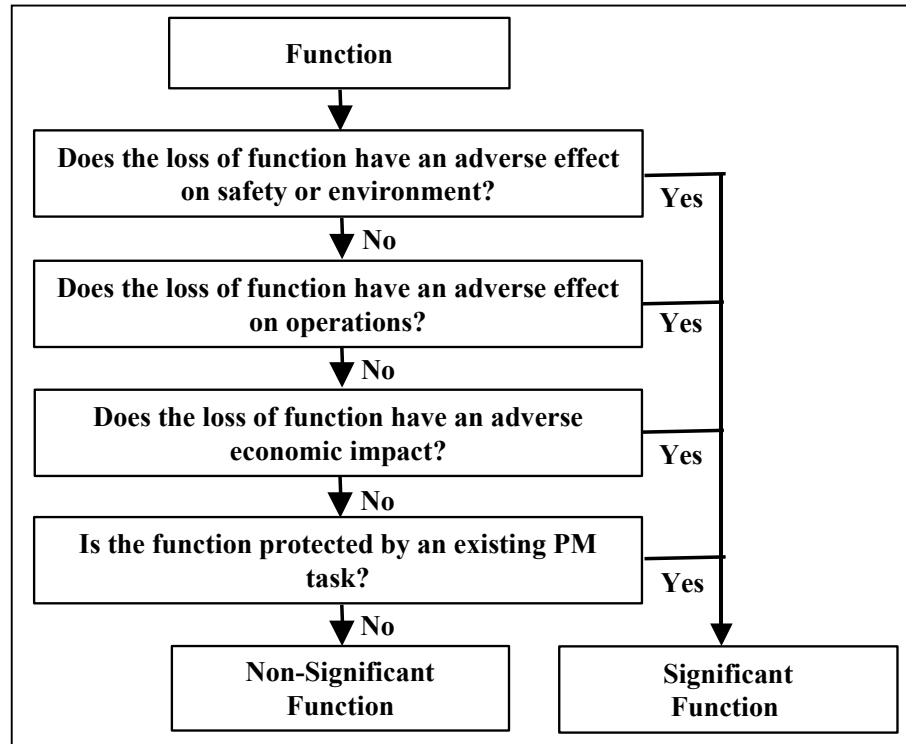 Function
Does the loss of function have an adverse effect
on safety or environment?
Yes
No
Does the loss of function have an adverse effect
on operations?
Yes
No
Does the loss of function have an adverse
economic impact?
Yes
No
Is the function protected by an existing PM
task?
Yes
No
Non-Significant
Function
Significant
Function